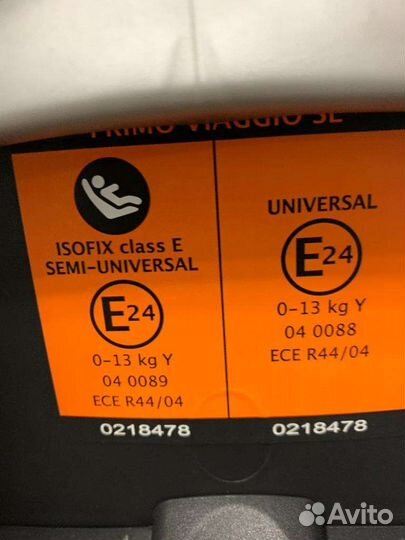 PRIMO VIAGGIO SL
ISOFIX class E
SEMI-UNIVERSAL
E24
0-13 kg Y
04 0089
ECE R44/04
0218478
UNIVERSAL
E24
0-13 kg Y
04 0088
ECE R44/04
0218478
Avito